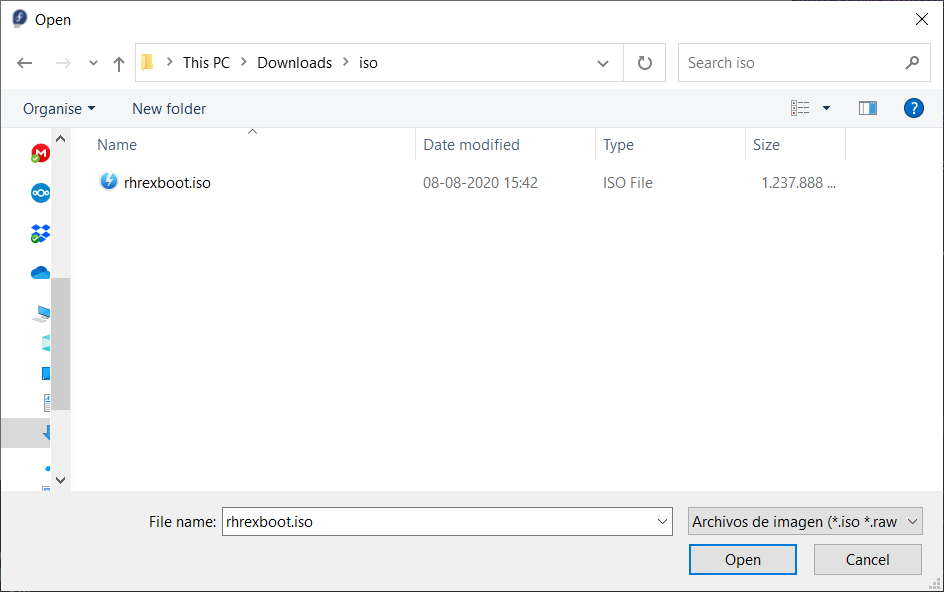 Open
This PC > Downloads > iso
Search iso
Organise
New folder
?
Name
Date modified
Type
Size
rhrexboot.iso
08-08-2020 15:42
ISO File
1.237.888 ...
File name:
rhrexboot.iso
Archivos de imagen (*.iso *.raw
Open
Cancel